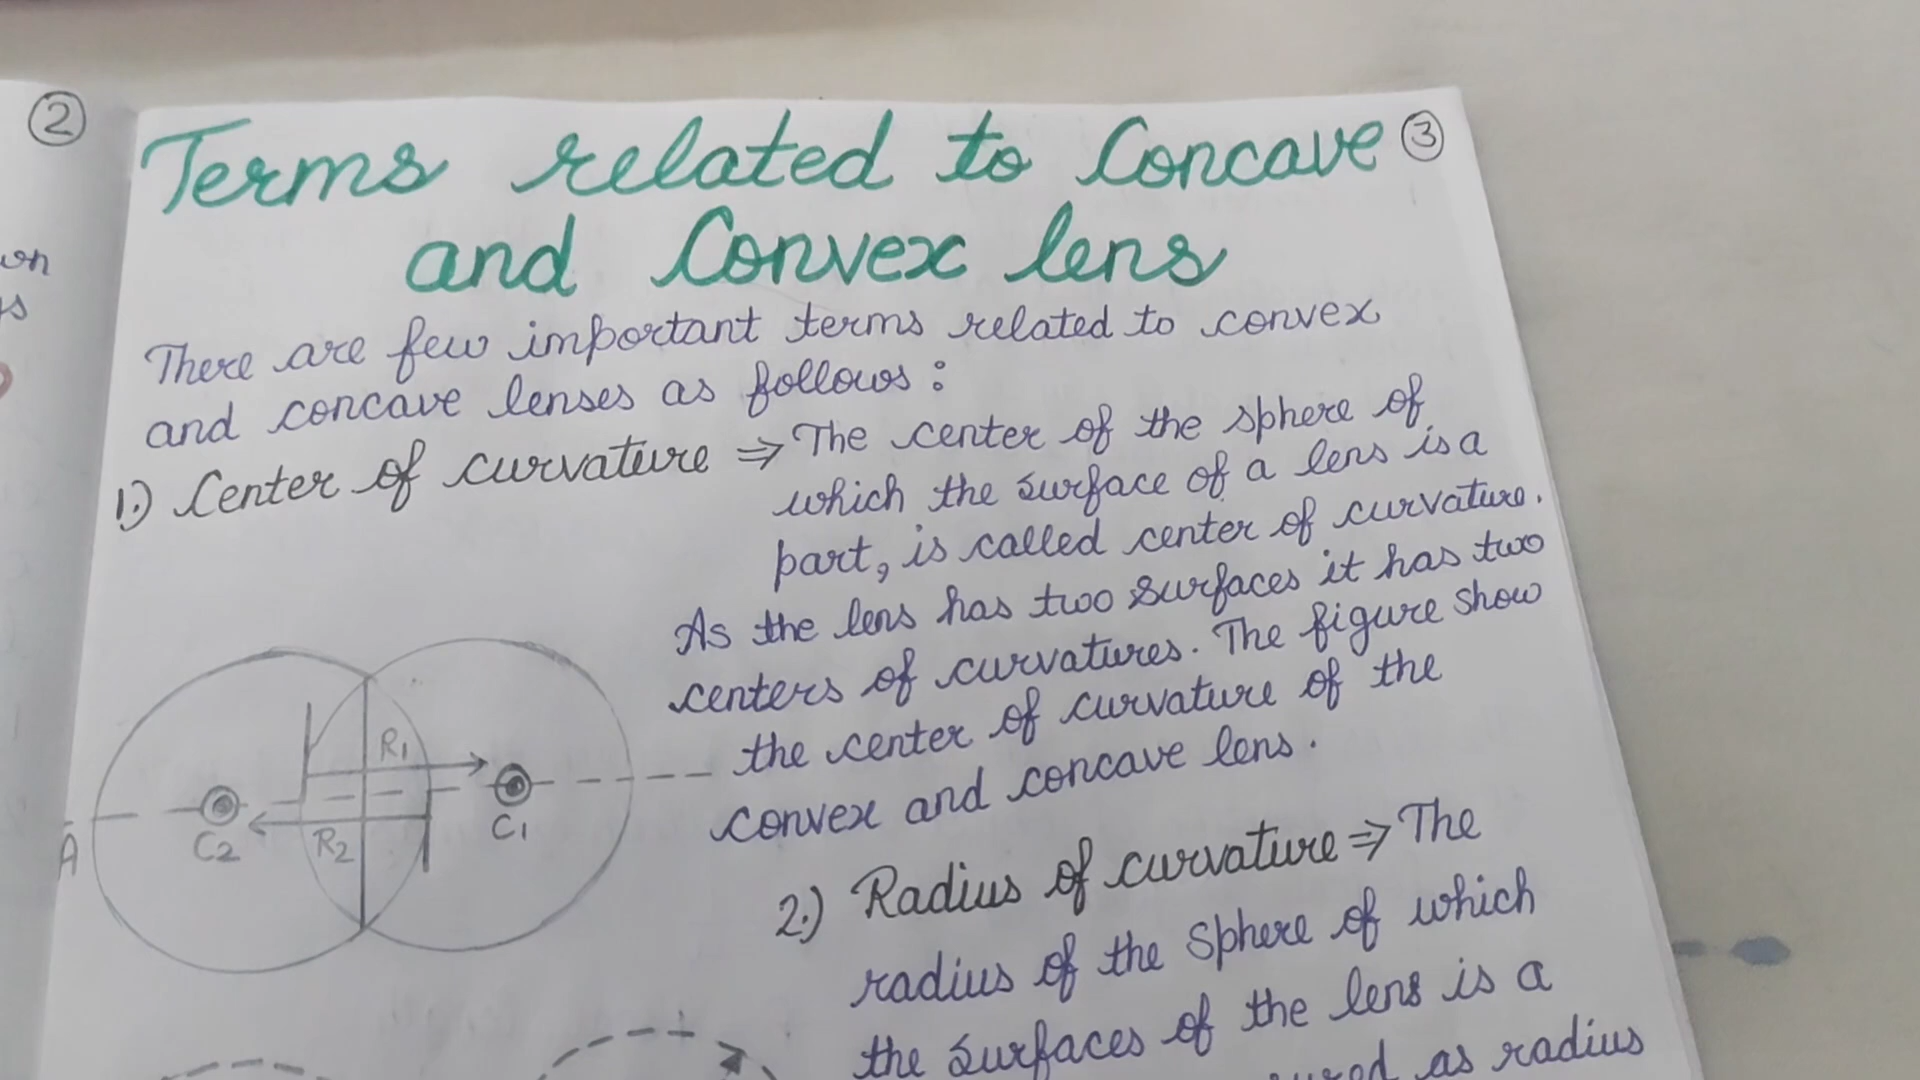 2
on
s
3
Terms related to Concave
and Convex lens
There are few important terms related to convex
and concave lenses as follows:
1.) Center of curvature ⇒ The center of the sphere of
which the surface of a lens is a
part, is called center of curvature.
As the lens has two surfaces it has two
centers of curvatures. The figure show
the center of curvature of the
convex and concave lens.
R1
C2
R2
C1
A
2.) Radius of curvature ⇒ The
radius of the sphere of which
the surfaces of the lens is a
as radius